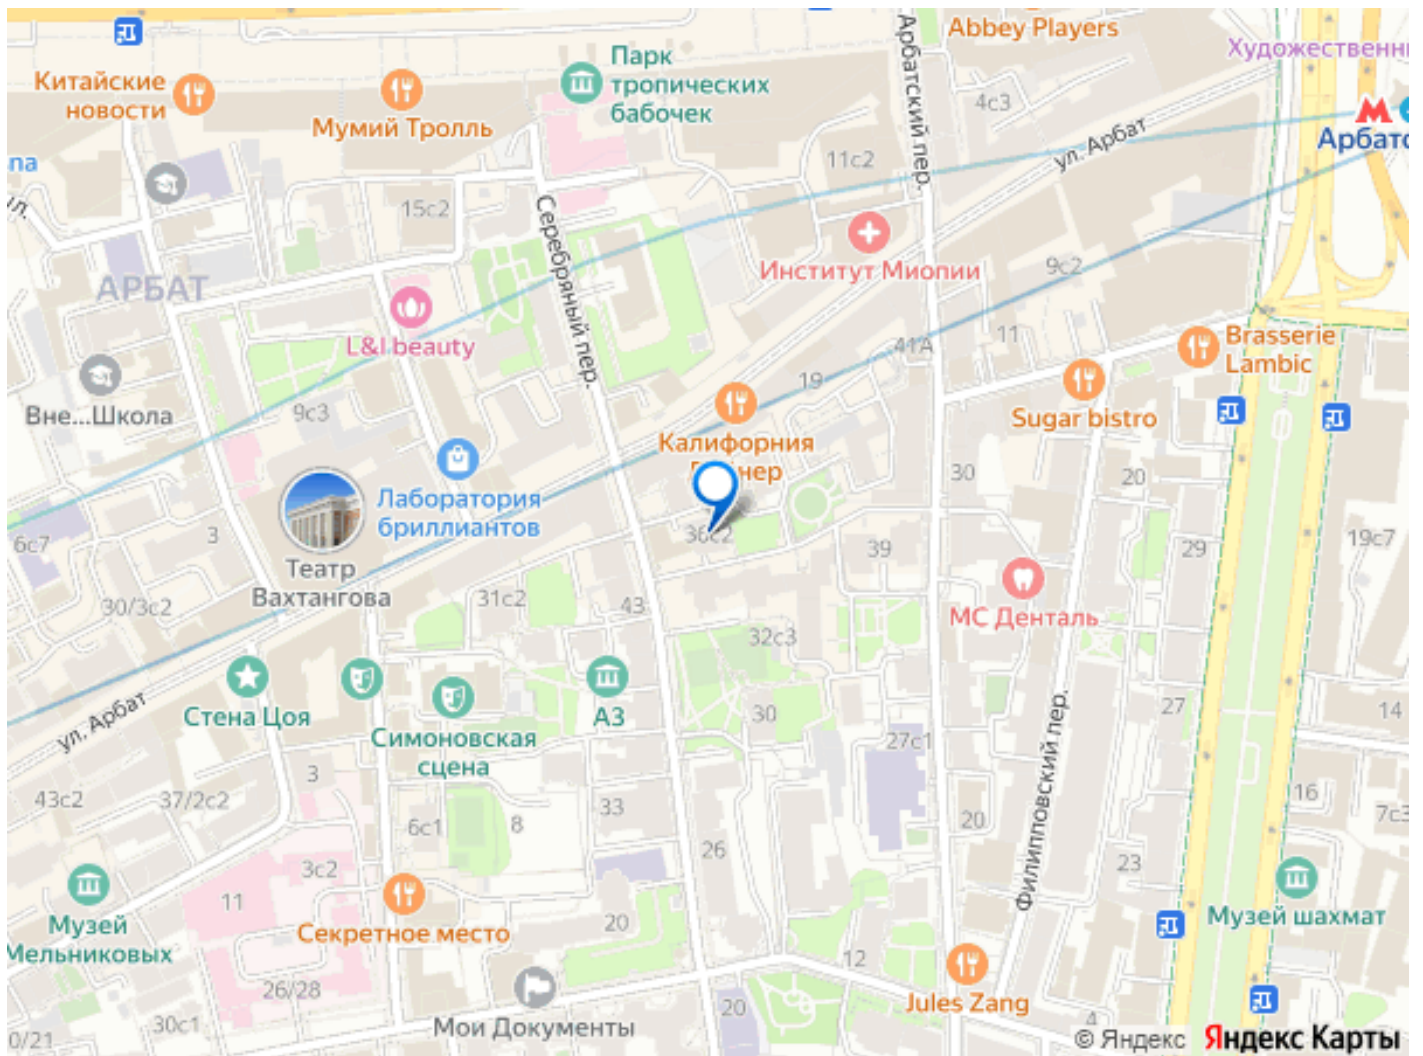 Abbey Players
Художественн
Китайские
новости
Мумий Тролль
Парк
тропических
бабочек
Арбатский пер.
4с3
ул. Арбат
Арбатс
na
ул.
15с2
11с2
Серебряный пер.
Институт Миопии
9с2
АРБАТ
L&I beauty
41А
11
Brasserie
Lambic
19
Sugar bistro
Вне...Школа
9с3
Калифорния
нер
Лаборатория
бриллиантов
30
20
6с7
3
36с2
39
29
19с7
Театр
Вахтангова
30/3с2
31с2
43
МС Денталь
32с3
Стена Цоя
Симоновская
сцена
А3
30
27с1
27
14
ул. Арбат
Филипповский пер.
43с2
37/2с2
3
6с1
8
33
26
20
23
16
7с3
3с2
11
Музей
Мельниковых
Секретное место
20
Музей шахмат
12
26/28
Jules Zang
30с1
0/21
Мои Документы
20
4
© Яндекс Яндекс Карты